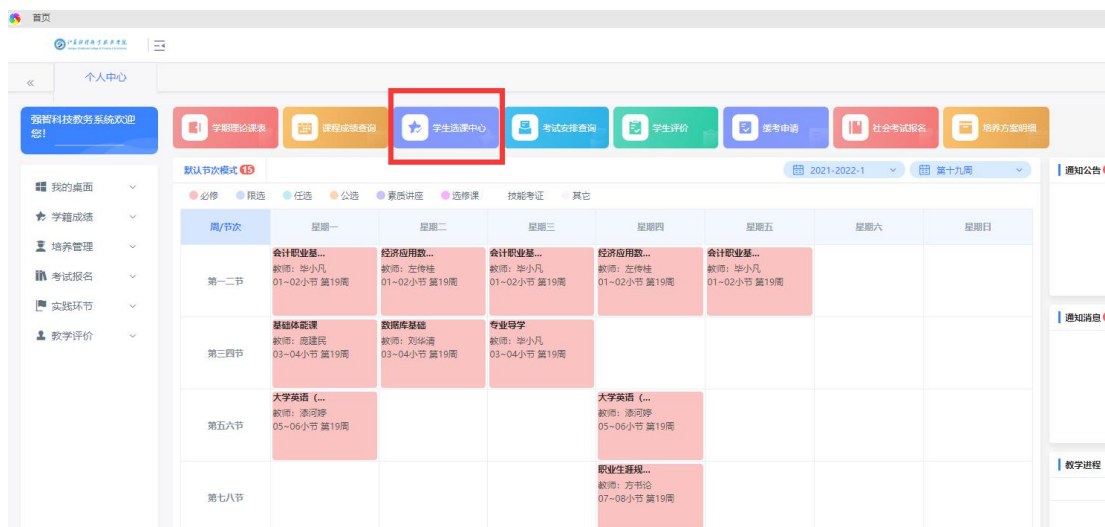 首页
个人中心
强智科技教务系统欢迎
您!
学期理论课表
课程成绩查询
学生选课中心
考试安排查询
学生评价
缓考申请
社会考试报名
培养方案明细
我的桌面
学籍成绩
培养管理
考试报名
实践环节
教学评价
默认节次模式 15
2021-2022-1 第十九周
必修 限选 任选 公选 素质讲座 选修课 技能考证 其它
周/节次 星期一 星期二 星期三 星期四 星期五 星期六 星期日
第一二节
会计职业基...
教师：毕小凡
01~02小节 第19周
经济应用数...
教师：左传桂
01~02小节 第19周
会计职业基...
教师：毕小凡
01~02小节 第19周
经济应用数...
教师：左传桂
01~02小节 第19周
会计职业基...
教师：毕小凡
01~02小节 第19周
第三四节
基础体能课
教师：庞建民
03~04小节 第19周
数据库基础
教师：刘华清
03~04小节 第19周
专业导学
教师：毕小凡
03~04小节 第19周
第五六节
大学英语（...
教师：漆河婷
05~06小节 第19周
大学英语（...
教师：漆河婷
05~06小节 第19周
第七八节
职业生涯规...
教师：方书论
07~08小节 第19周
通知公告
通知消息
教学进程